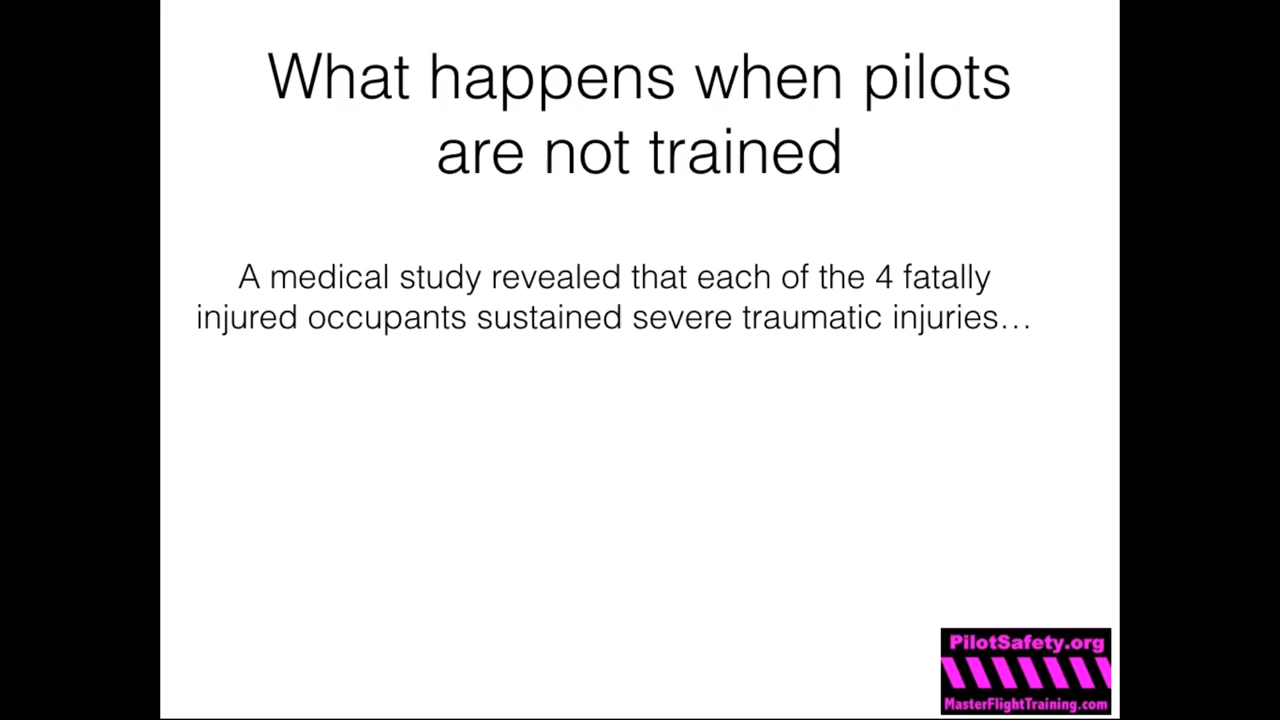 What happens when pilots
are not trained
A medical study revealed that each of the 4 fatally
injured occupants sustained severe traumatic injuries…
PilotSafety.org
MasterFlightTraining.com